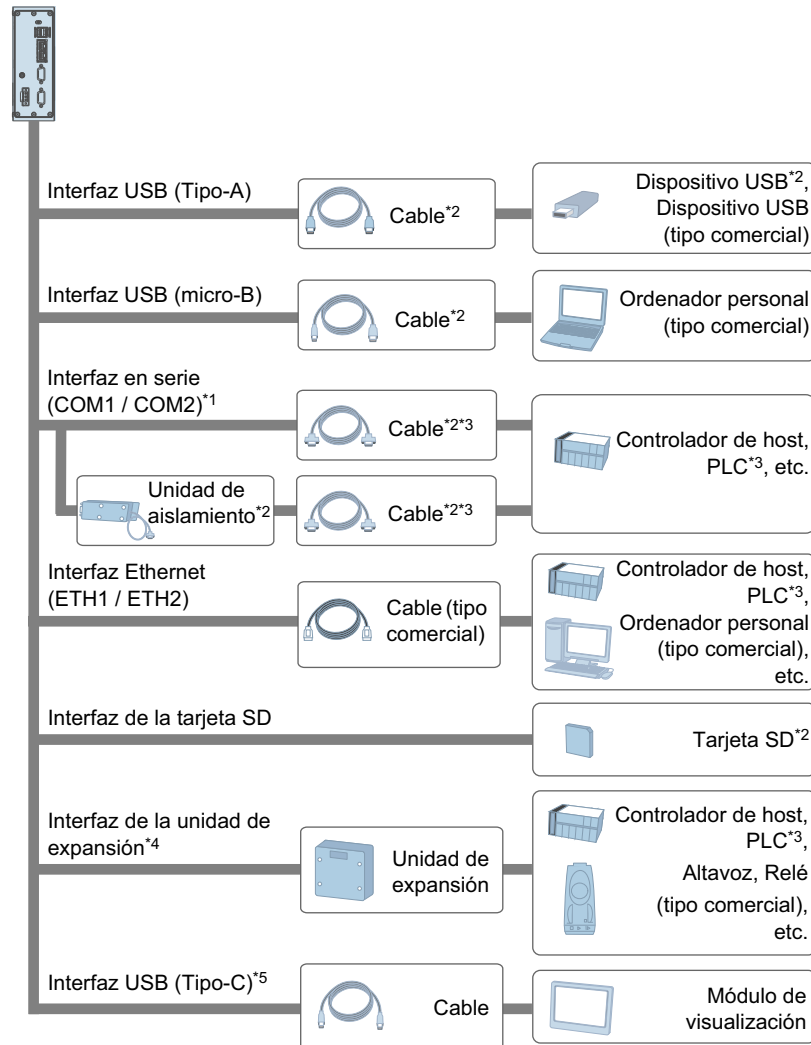 Interfaz USB (Tipo-A)
Cable*2
Dispositivo USB*2,
Dispositivo USB
(tipo comercial)
Interfaz USB (micro-B)
Cable*2
Ordenador personal
(tipo comercial)
Interfaz en serie
(COM1 / COM2)*1
Cable*2*3
Controlador de host,
PLC*3, etc.
Unidad de
aislamiento*2
Cable*2*3
Interfaz Ethernet
(ETH1 / ETH2)
Cable (tipo
comercial)
Controlador de host,
PLC*3,
Ordenador personal
(tipo comercial),
etc.
Interfaz de la tarjeta SD
Tarjeta SD*2
Interfaz de la unidad de
expansión*4
Unidad de
expansión
Controlador de host,
PLC*3,
Altavoz, Relé
(tipo comercial),
etc.
Interfaz USB (Tipo-C)*5
Cable
Módulo de
visualización